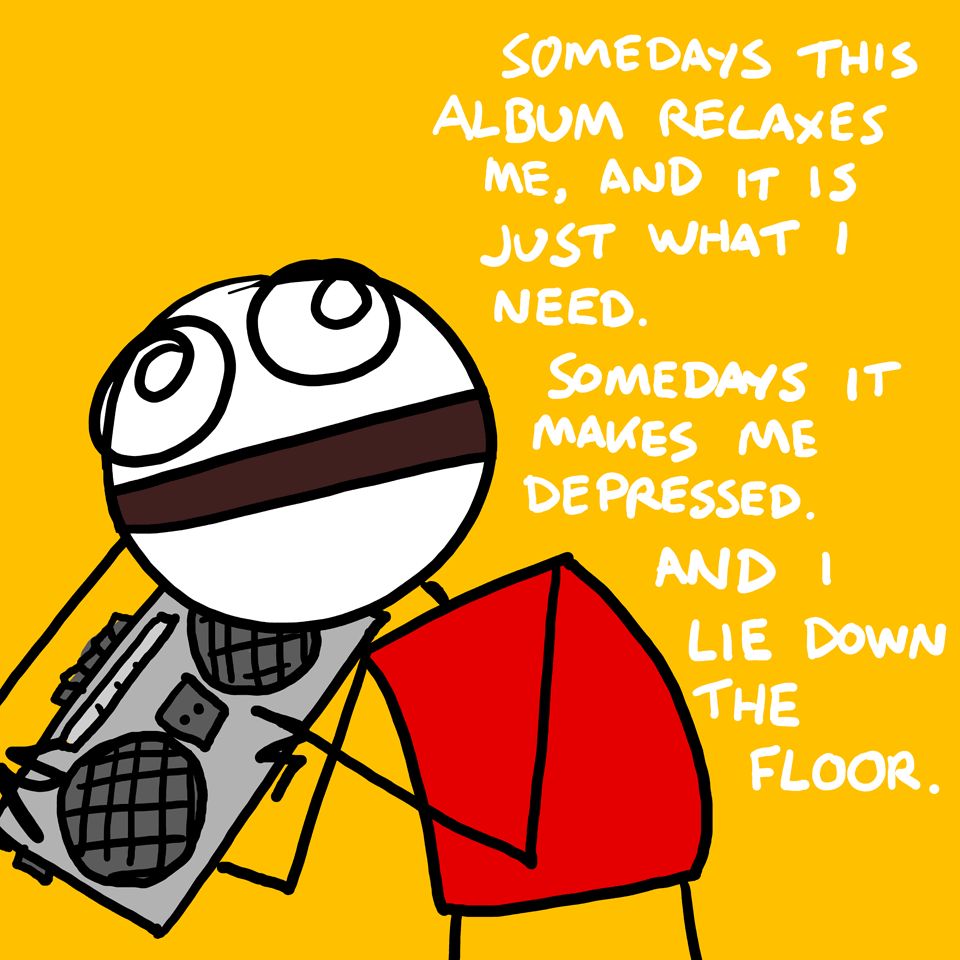 SOMEDAYS THIS
ALBUM RELAXES
ME, AND IT IS
JUST WHAT I
NEED.
SOMEDAYS IT
MAKES ME
DEPRESSED.
AND I
LIE DOWN
THE
FLOOR.